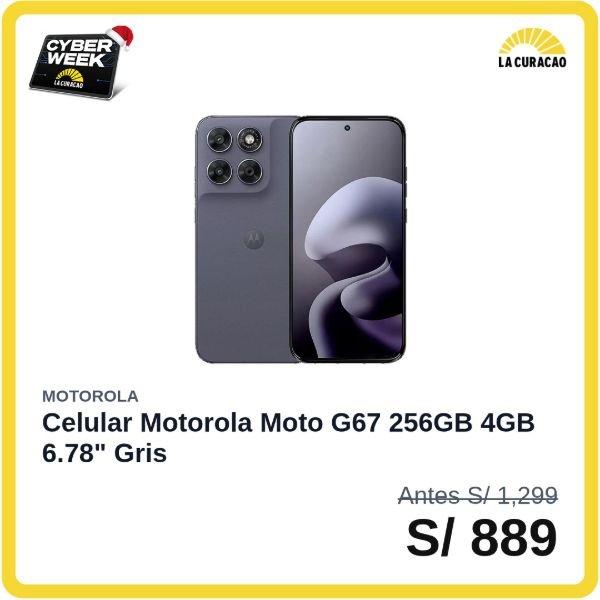 CYBER
WEEK
LA CURACAO
LA CURACAO
MOTOROLA
Celular Motorola Moto G67 256GB 4GB
6.78" Gris
Antes S/ 1,299
S/ 889